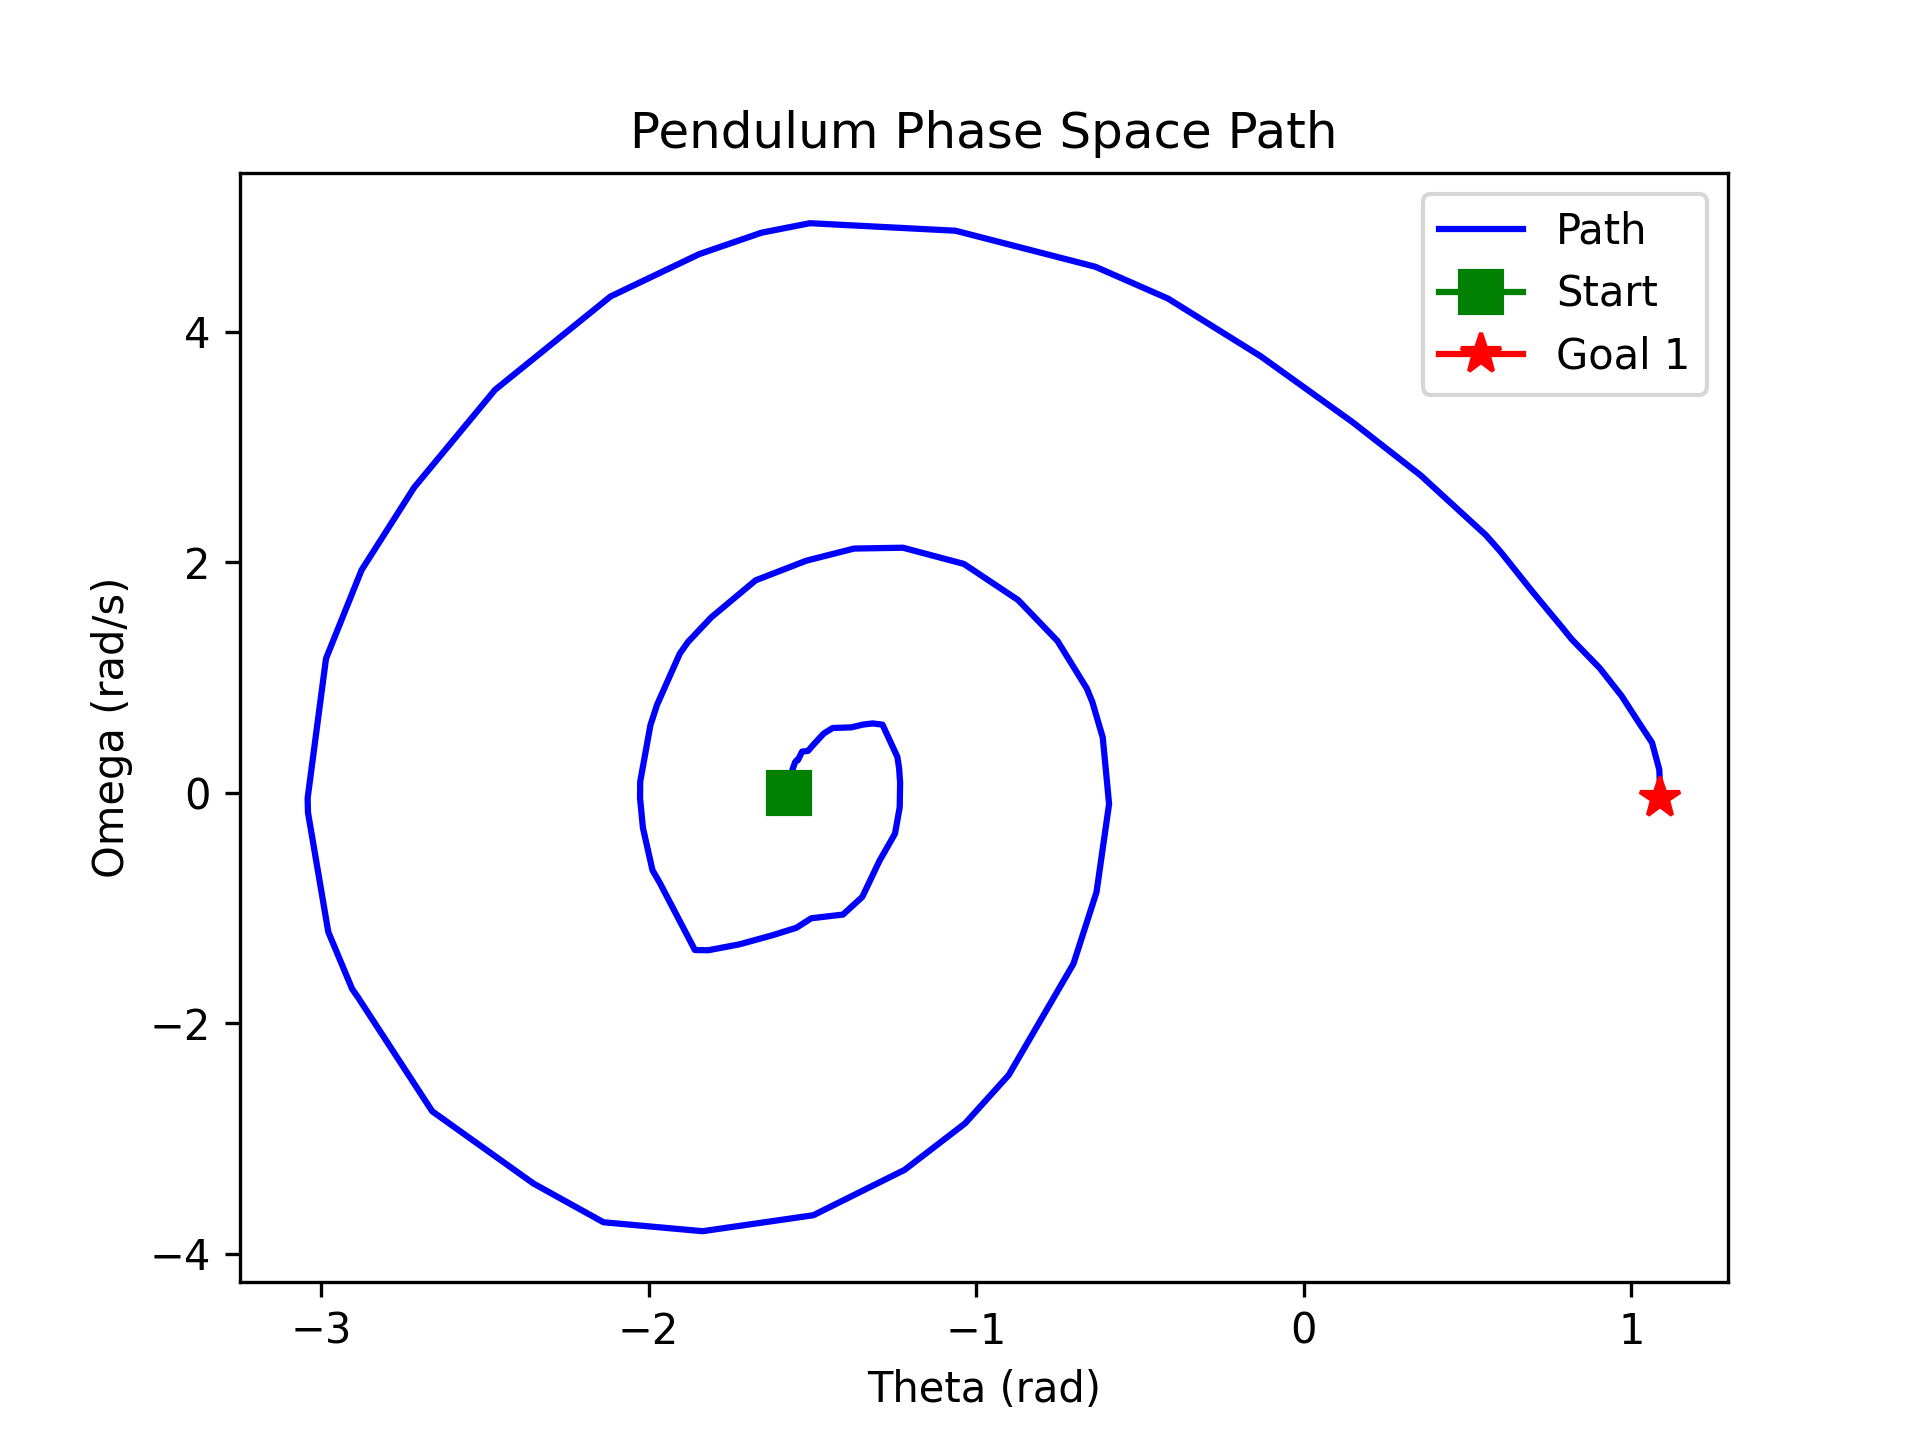 Pendulum Phase Space Path
Path
Start
Goal 1
4
2
0
−2
−4
Omega (rad/s)
−3
−2
−1
0
1
Theta (rad)